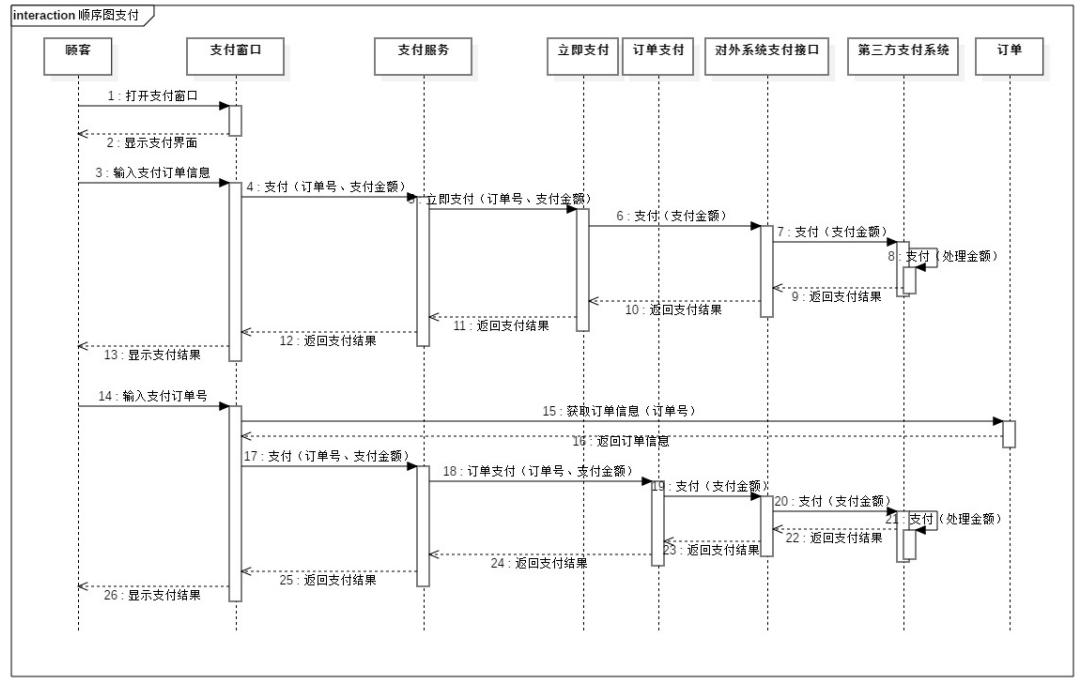 interaction 顺序图支付
顾客
支付窗口
支付服务
立即支付
订单支付
对外系统支付接口
第三方支付系统
订单
1 : 打开支付窗口
2 : 显示支付界面
3 : 输入支付订单信息
4 : 支付（订单号、支付金额）
5 : 立即支付（订单号、支付金额）
6 : 支付（支付金额）
7 : 支付（支付金额）
8 : 支付（处理金额）
9 : 返回支付结果
10 : 返回支付结果
11 : 返回支付结果
12 : 返回支付结果
13 : 显示支付结果
14 : 输入支付订单号
15 : 获取订单信息（订单号）
16 : 返回订单信息
17 : 支付（订单号、支付金额）
18 : 订单支付（订单号、支付金额）
19 : 支付（支付金额）
20 : 支付（支付金额）
21 : 支付（处理金额）
22 : 返回支付结果
23 : 返回支付结果
24 : 返回支付结果
25 : 返回支付结果
26 : 显示支付结果